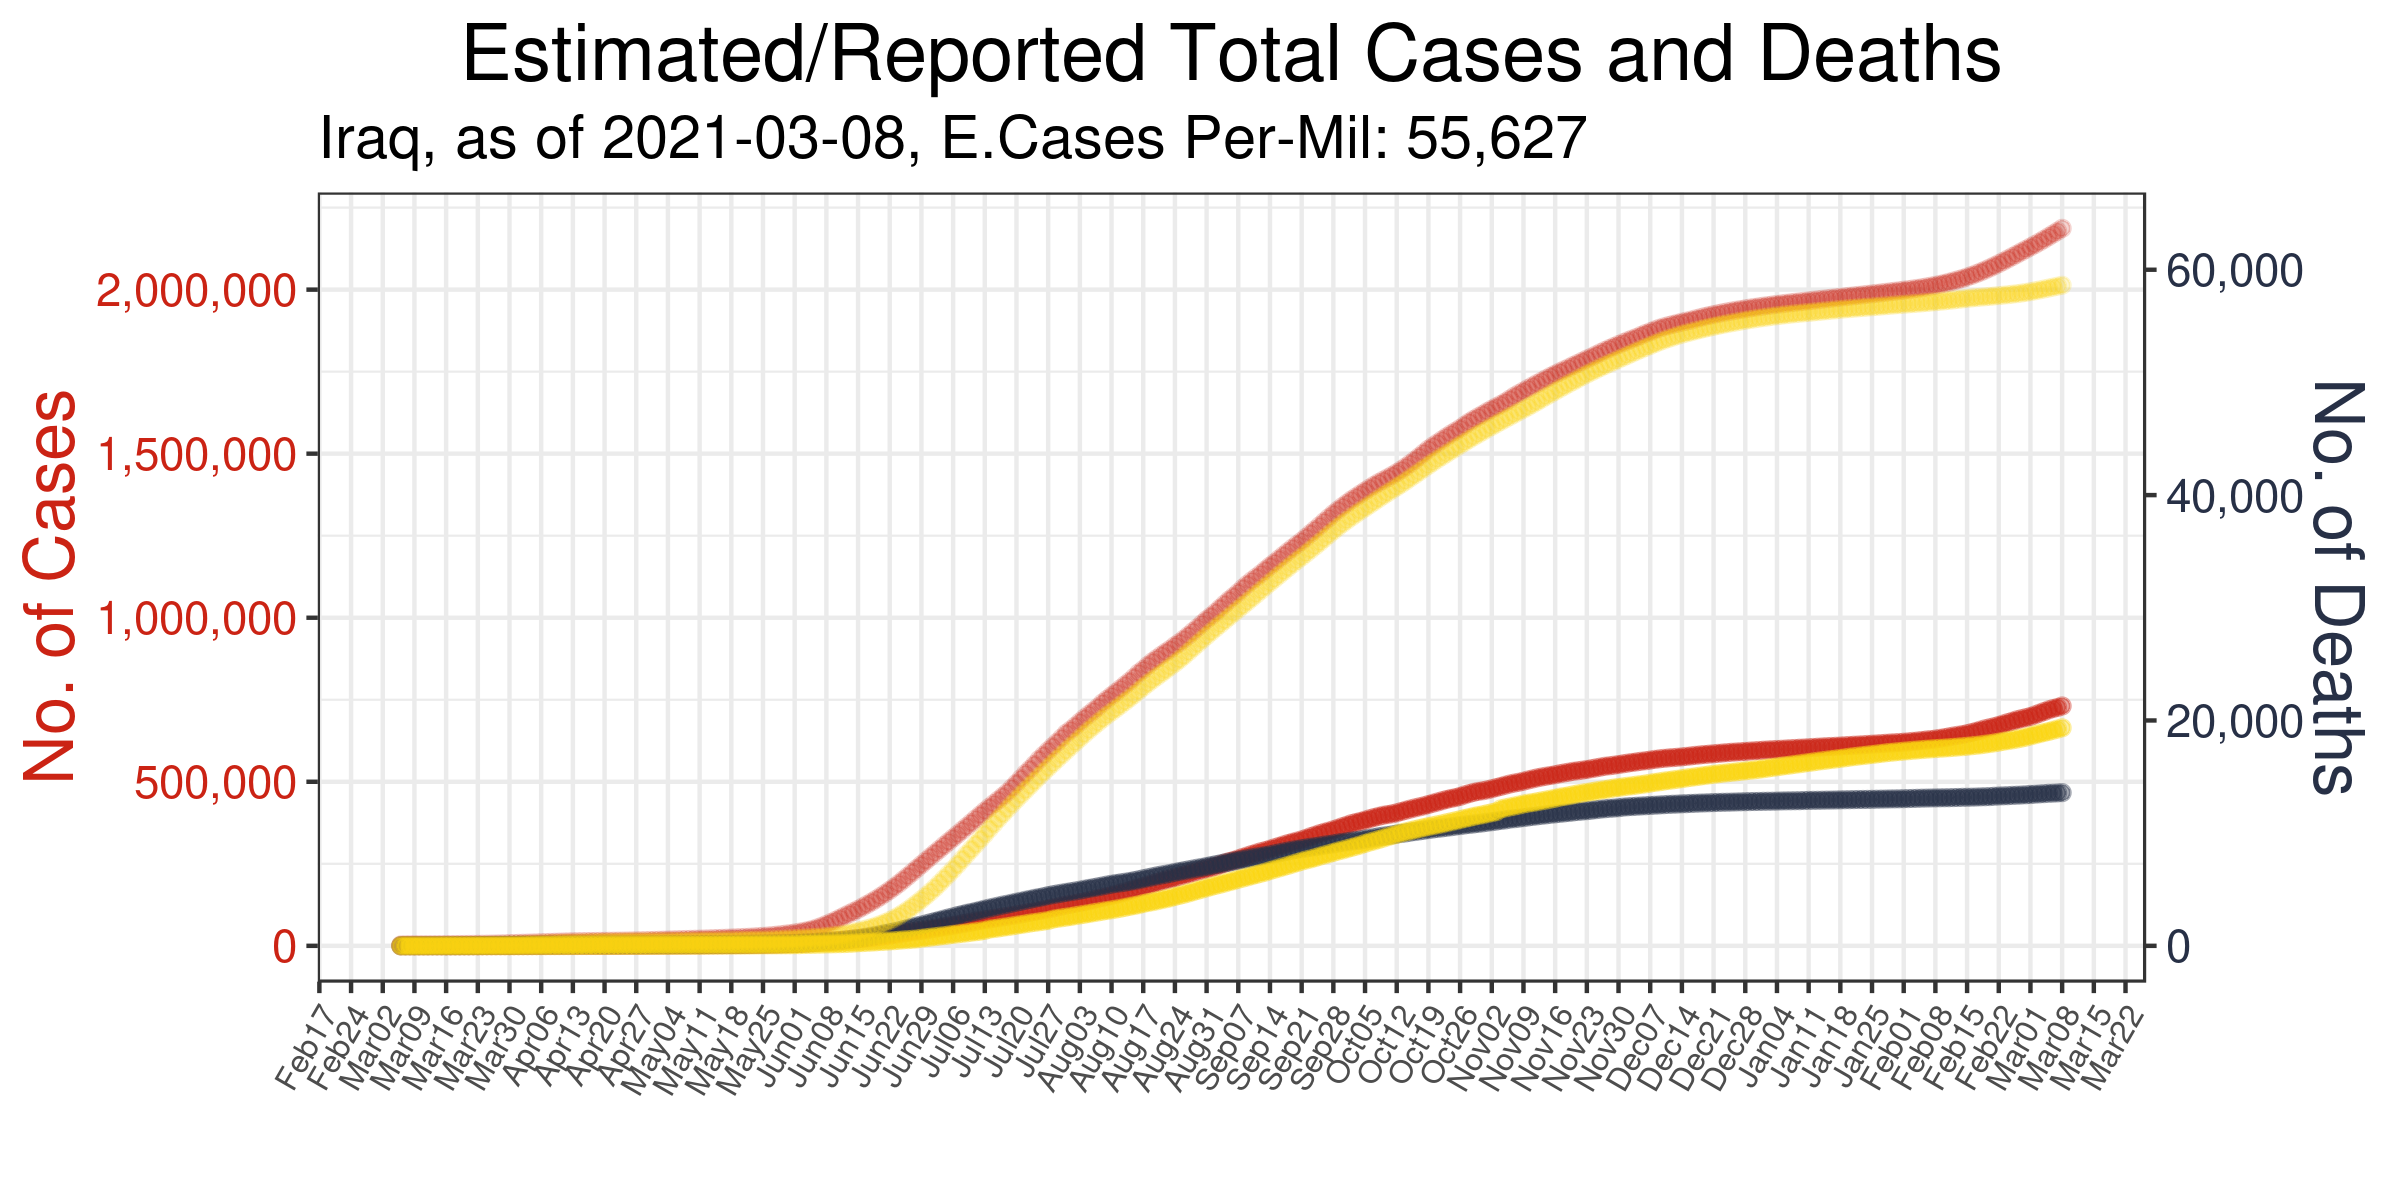 Estimated/Reported Total Cases and Deaths
Iraq, as of 2021-03-08, E.Cases Per-Mil: 55,627
No. of Cases
2,000,000
1,500,000
1,000,000
500,000
0
60,000
40,000
20,000
0
No. of Deaths
Feb17
Feb24
Mar02
Mar09
Mar16
Mar23
Mar30
Apr06
Apr13
Apr20
Apr27
May04
May11
May18
May25
Jun01
Jun08
Jun15
Jun22
Jun29
Jul06
Jul13
Jul20
Jul27
Aug03
Aug10
Aug17
Aug24
Aug31
Sep07
Sep14
Sep21
Sep28
Oct05
Oct12
Oct19
Oct26
Nov02
Nov09
Nov16
Nov23
Nov30
Dec07
Dec14
Dec21
Dec28
Jan04
Jan11
Jan18
Jan25
Feb01
Feb08
Feb15
Feb22
Mar01
Mar08
Mar15
Mar22